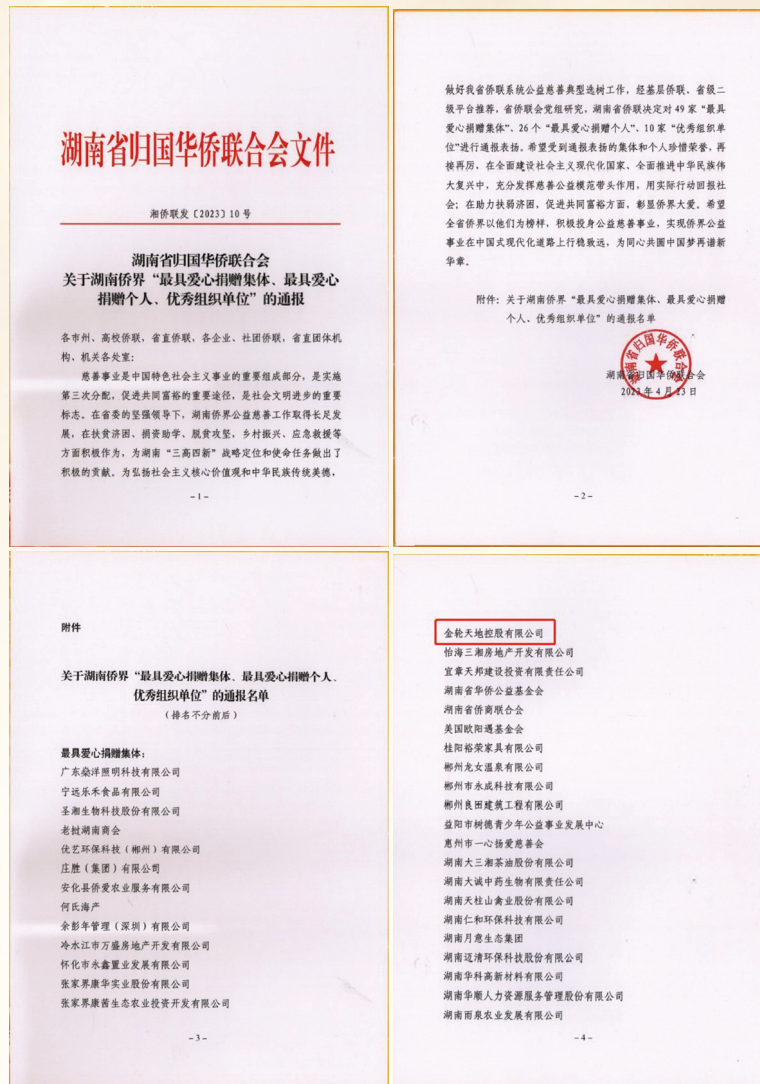 湖南省归国华侨联合会文件
湘侨联发〔2023〕10号
湖南省归国华侨联合会
关于湖南侨界“最具爱心捐赠集体、最具爱心
捐赠个人、优秀组织单位”的通报
各市州、高校侨联,省直侨联,各企业、社团侨联,省直团体机
构、机关各处室:
慈善事业是中国特色社会主义事业的重要组成部分,是实施
第三次分配,促进共同富裕的重要途径,是社会文明进步的重要
标志。在省委的坚强领导下,湖南侨界公益慈善工作取得长足发
展,在扶贫济困、捐资助学、脱贫攻坚,乡村振兴、应急救援等
方面积极作为,为湖南“三高四新”战略定位和使命任务做出了
积极的贡献。为弘扬社会主义核心价值观和中华民族传统美德,
-1-
做好我省侨联系统公益慈善典型选树工作,经基层侨联、省级二
级平台推荐,省侨联会党组研究,湖南省侨联决定对49家“最具
爱心捐赠集体”、26个“最具爱心捐赠个人”、10家“优秀组织单
位”进行通报表扬。希望受到通报表扬的集体和个人珍惜荣誉,再
接再厉,在全面建设社会主义现代化国家、全面推进中华民族伟
大复兴中,充分发挥慈善公益模范带头作用,用实际行动回报社
会;在助力扶弱济困,促进共同富裕方面,彰显侨界大爱。希望
全省侨界以他们为榜样,积极投身公益慈善事业,实现侨界公益
事业在中国式现代化道路上行稳致远,为同心共圆中国梦再谱新
华章。
附件:关于湖南侨界“最具爱心捐赠集体、最具爱心捐赠
个人、优秀组织单位”的通报名单
湖南省归国华侨联合会
湖南省归国华侨联合会
2023年4月23日
-2-
附件
关于湖南侨界“最具爱心捐赠集体、最具爱心捐赠个人、
优秀组织单位”的通报名单
(排名不分前后)
最具爱心捐赠集体:
广东燊洋照明科技有限公司
宁远乐禾食品有限公司
圣湘生物科技股份有限公司
老挝湖南商会
优艺环保科技(郴州)有限公司
庄胜(集团)有限公司
安化县侨爱农业服务有限公司
何氏海产
余彭年管理(深圳)有限公司
冷水江市万盛房地产开发有限公司
怀化市永鑫置业发展有限公司
张家界康华实业股份有限公司
张家界康茜生态农业投资开发有限公司
-3-
金轮天地控股有限公司
怡海三湘房地产开发有限公司
宜章天邦建设投资有限责任公司
湖南省华侨公益基金会
湖南省侨商联合会
美国欧阳遇基金会
桂阳裕荣家具有限公司
郴州龙女温泉有限公司
郴州市永成科技有限公司
郴州良田建筑工程有限公司
益阳市树德青少年公益事业发展中心
惠州市一心扬爱慈善会
湖南大三湘茶油股份有限公司
湖南大诚中药生物有限责任公司
湖南天柱山禽业股份有限公司
湖南仁和环保科技有限公司
湖南月意生态集团
湖南迈清环保科技股份有限公司
湖南华科高新材料有限公司
湖南华顺人力资源服务管理股份有限公司
湖南雨泉农业发展有限公司
-4-